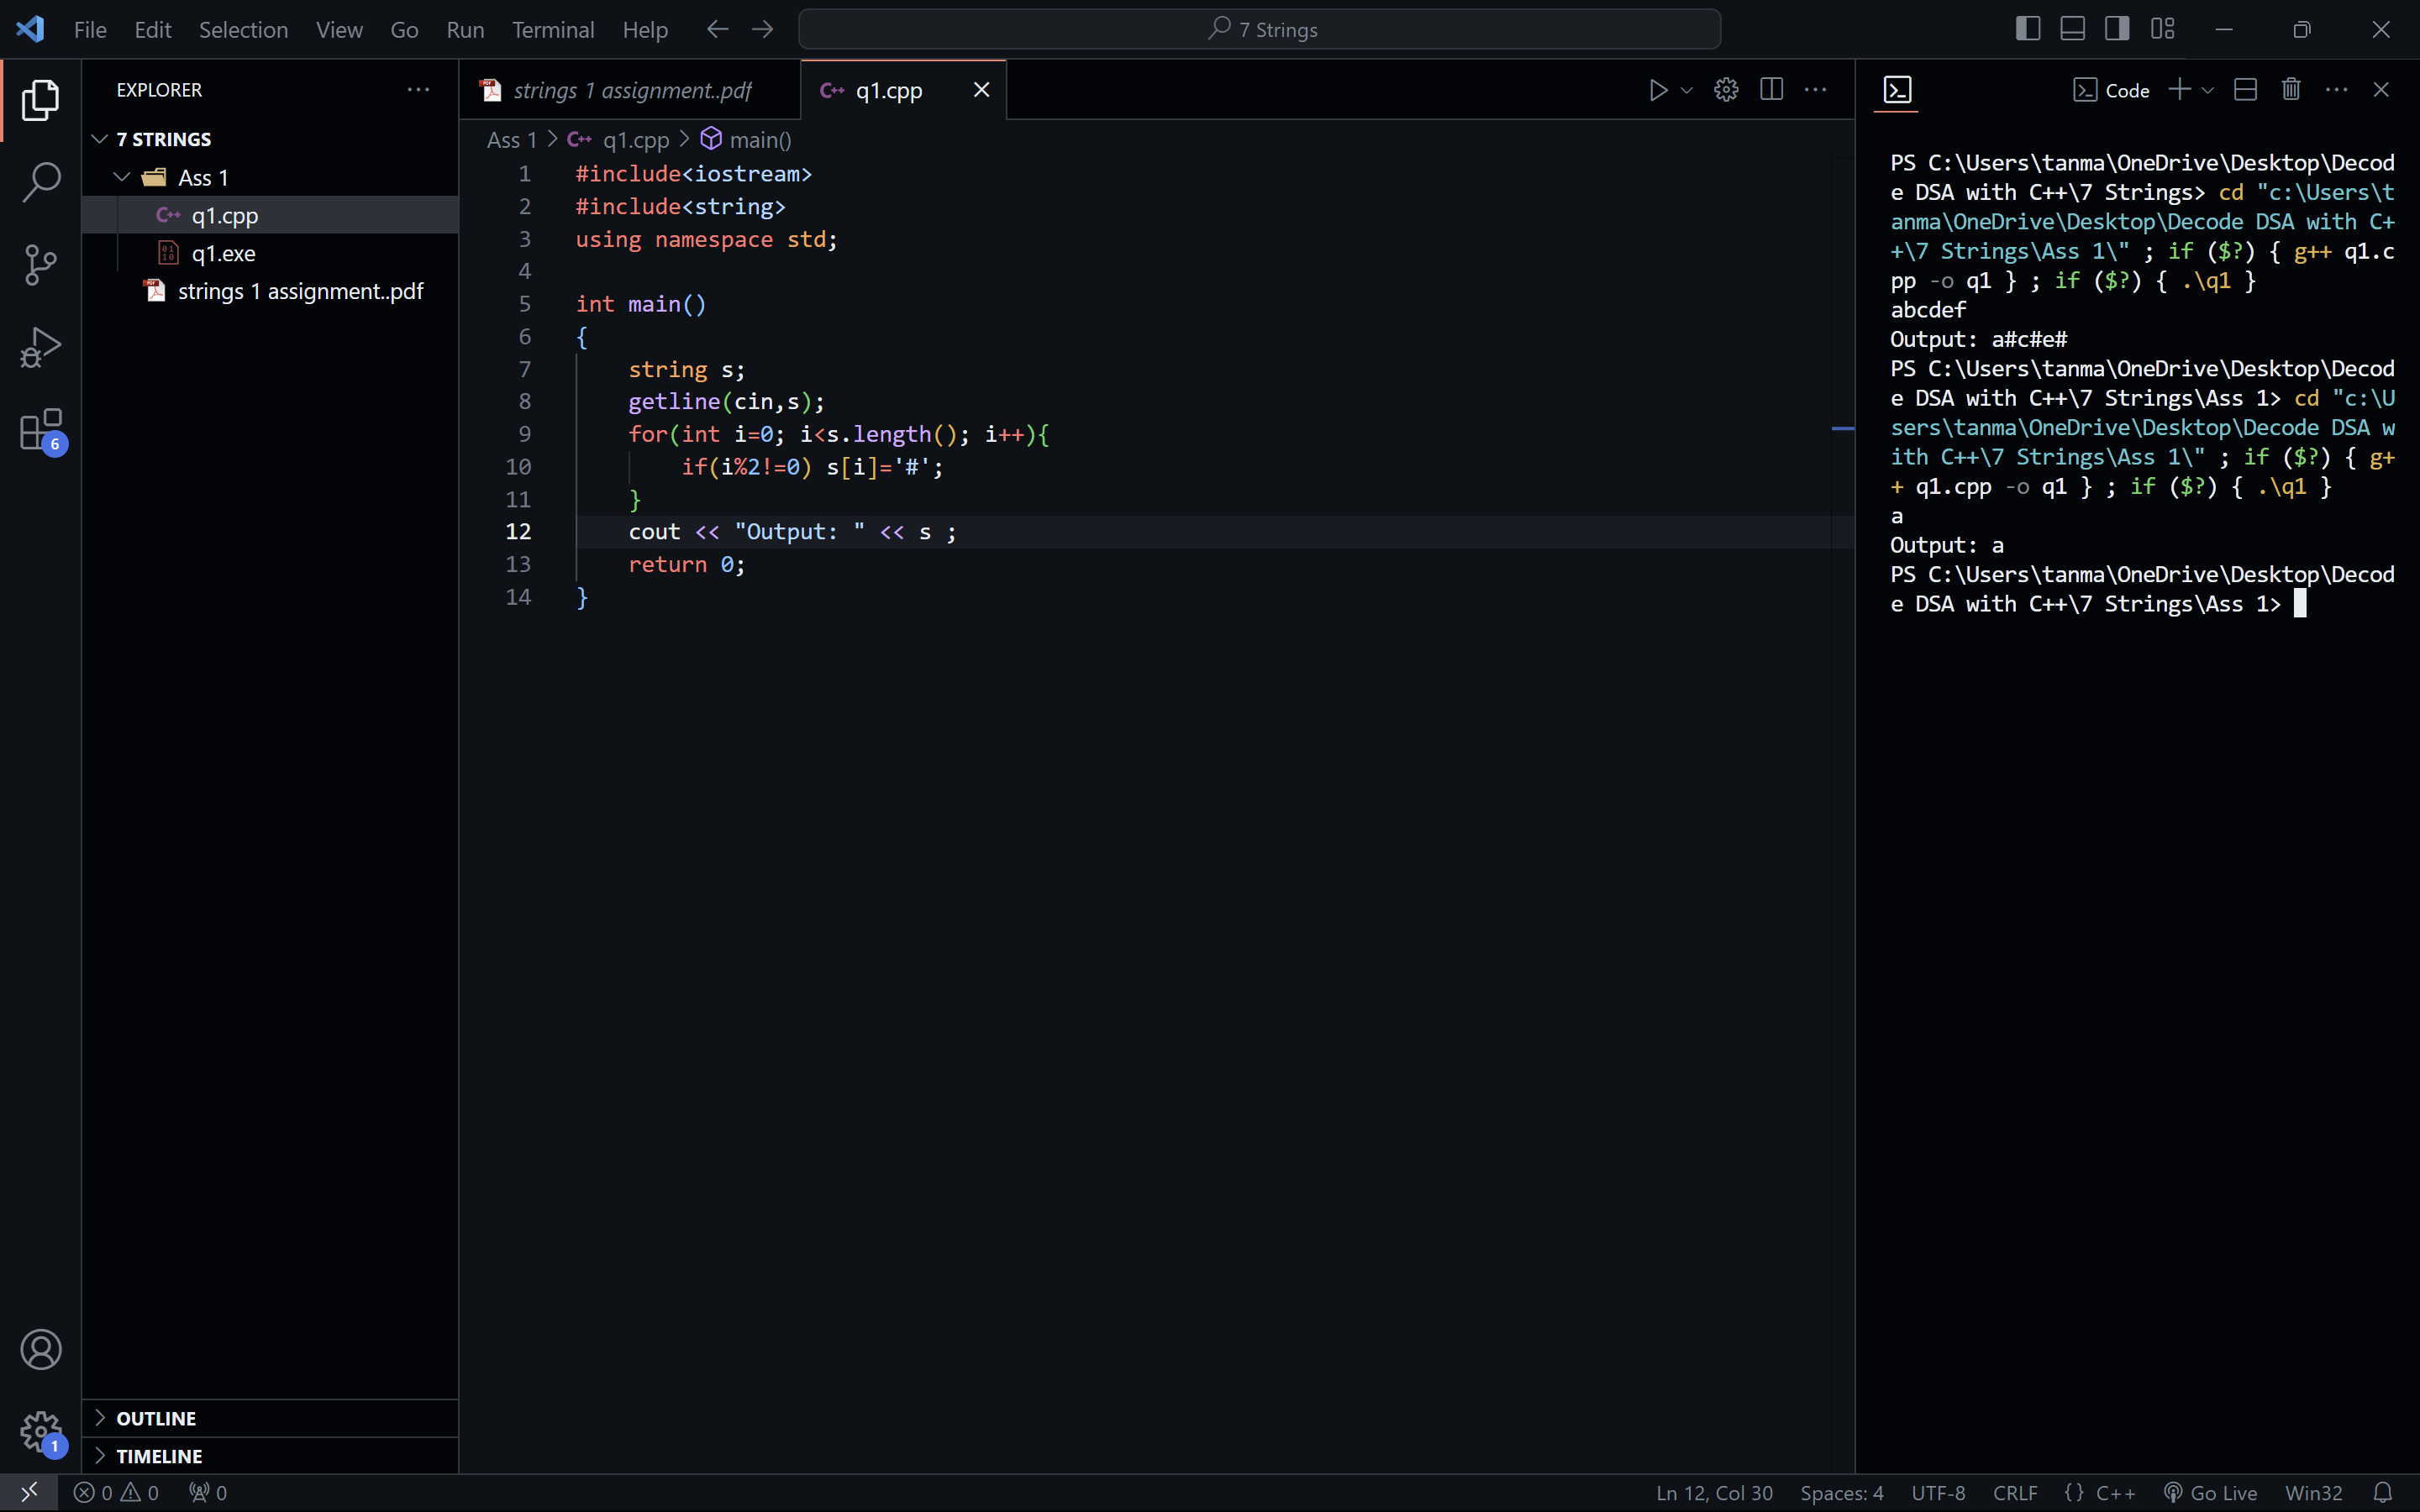 File Edit Selection View Go Run Terminal Help 7 Strings
EXPLORER
7 STRINGS
Ass 1
q1.cpp
q1.exe
strings 1 assignment..pdf
6
1
OUTLINE
TIMELINE
strings 1 assignment..pdf q1.cpp
Ass 1 > q1.cpp > main()
1 #include<iostream>
2 #include<string>
3 using namespace std;
4
5 int main()
6 {
7 string s;
8 getline(cin,s);
9 for(int i=0; i<s.length(); i++){
10 if(i%2!=0) s[i]='#';
11 }
12 cout << "Output: " << s ;
13 return 0;
14 }
Code
PS C:\Users\tanma\OneDrive\Desktop\Decod
e DSA with C++\7 Strings> cd "c:\Users\t
anma\OneDrive\Desktop\Decode DSA with C+
+\7 Strings\Ass 1\" ; if ($?) { g++ q1.c
pp -o q1 } ; if ($?) { .\q1 }
abcdef
Output: a#c#e#
PS C:\Users\tanma\OneDrive\Desktop\Decod
e DSA with C++\7 Strings\Ass 1> cd "c:\U
sers\tanma\OneDrive\Desktop\Decode DSA w
ith C++\7 Strings\Ass 1\" ; if ($?) { g+
+ q1.cpp -o q1 } ; if ($?) { .\q1 }
a
Output: a
PS C:\Users\tanma\OneDrive\Desktop\Decod
e DSA with C++\7 Strings\Ass 1>
0 0 0 Ln 12, Col 30 Spaces: 4 UTF-8 CRLF {} C++ Go Live Win32